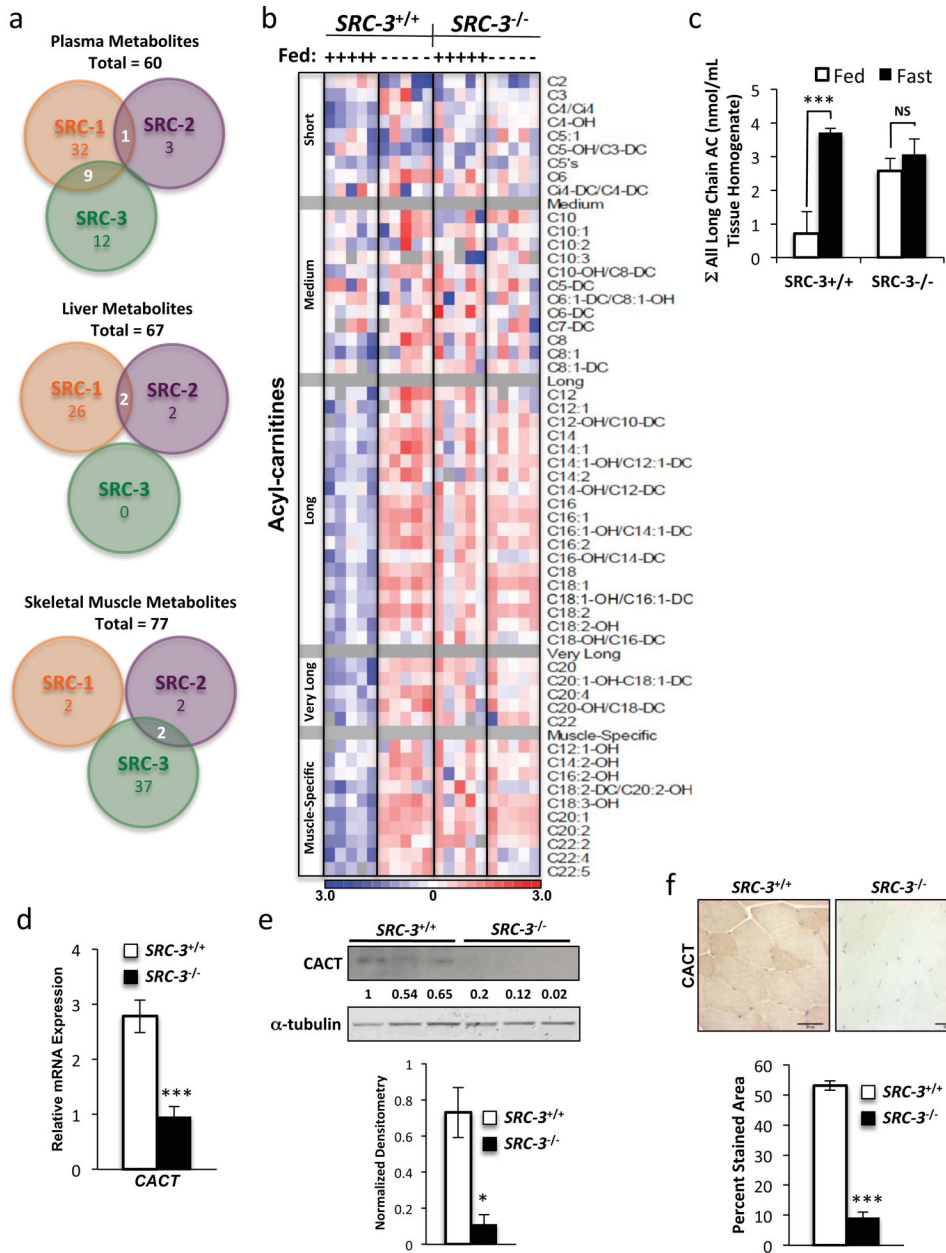 a
Plasma Metabolites
Total = 60
SRC-1
32
1
SRC-2
3
9
SRC-3
12
Liver Metabolites
Total = 67
SRC-1
26
2
SRC-2
2
SRC-3
0
Skeletal Muscle Metabolites
Total = 77
SRC-1
2
SRC-2
2
2
SRC-3
37
b
SRC-3+/+ SRC-3-/-
Fed: +++++ ----- +++++ -----
Acyl-carnitines
Short
C2
C3
C4/Ci4
C4-OH
C5:1
C5-OH/C3-DC
C5's
C6
Ci4-DC/C4-DC
Medium
Medium
C10
C10:1
C10:2
C10:3
C10-OH/C8-DC
C5-DC
C6:1-DC/C8:1-OH
C6-DC
C7-DC
C8
C8:1
C8:1-DC
Long
Long
C12
C12:1
C12-OH/C10-DC
C14
C14:1
C14:1-OH/C12:1-DC
C14:2
C14-OH/C12-DC
C16
C16:1
C16:1-OH/C14:1-DC
C16:2
C16-OH/C14-DC
C18
C18:1
C18:1-OH/C16:1-DC
C18:2
C18:2-OH
C18-OH/C16-DC
Very Long
Very Long
C20
C20:1-OH-C18:1-DC
C20:4
C20-OH/C18-DC
C22
Muscle-Specific
Muscle-Specific
C12:1-OH
C14:2-OH
C16:2-OH
C18:2-DC/C20:2-OH
C18:3-OH
C20:1
C20:2
C22:2
C22:4
C22:5
3.0 0 3.0
c
Fed Fast
Σ All Long Chain AC (nmol/mL
Tissue Homogenate)
5
4
3
2
1
0
***
NS
SRC-3+/+ SRC-3-/-
d
SRC-3+/+
SRC-3-/-
Relative mRNA Expression
4
3
2
1
0
***
CACT
e
SRC-3+/+ SRC-3-/-
CACT
1 0.54 0.65 0.2 0.12 0.02
α-tubulin
Normalized Densitometry
1
0.8
0.6
0.4
0.2
0
*
SRC-3+/+
SRC-3-/-
f
SRC-3+/+ SRC-3-/-
CACT
Percent Stained Area
60
50
40
30
20
10
0
***
SRC-3+/+
SRC-3-/-